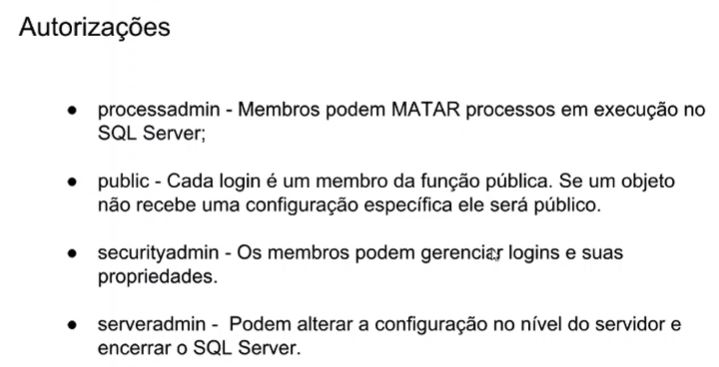 Autorizações
● processadmin - Membros podem MATAR processos em execução no
SQL Server;
● public - Cada login é um membro da função pública. Se um objeto
não recebe uma configuração específica ele será público.
● securityadmin - Os membros podem gerenciar logins e suas
propriedades.
● serveradmin -  Podem alterar a configuração no nível do servidor e
encerrar o SQL Server.